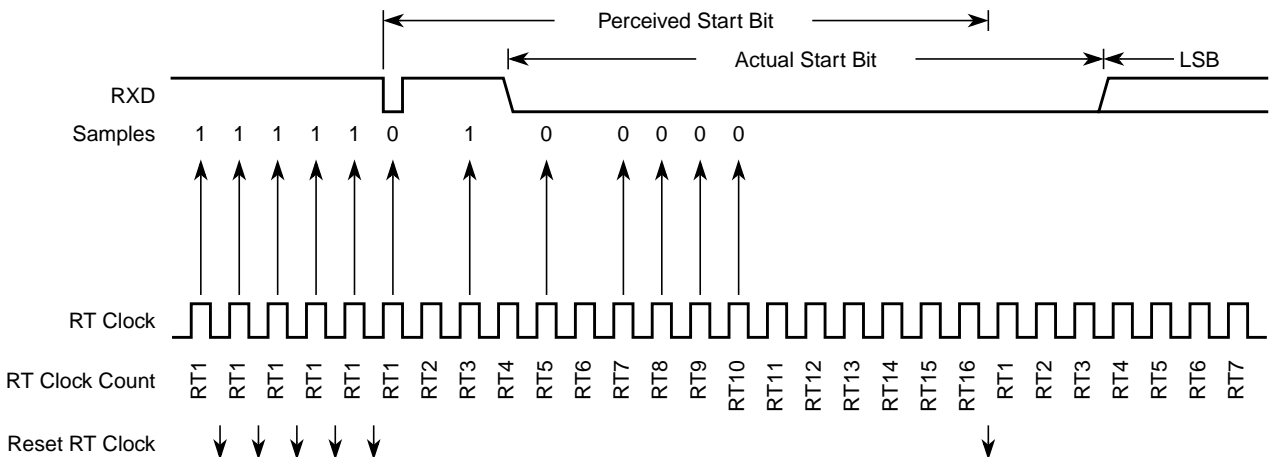 Perceived Start Bit
Actual Start Bit
LSB
RXD
Samples 1 1 1 1 1 0 1 0 0 0 0 0
RT Clock
RT Clock Count RT1 RT1 RT1 RT1 RT1 RT1 RT2 RT3 RT4 RT5 RT6 RT7 RT8 RT9 RT10 RT11 RT12 RT13 RT14 RT15 RT16 RT1 RT2 RT3 RT4 RT5 RT6 RT7
Reset RT Clock